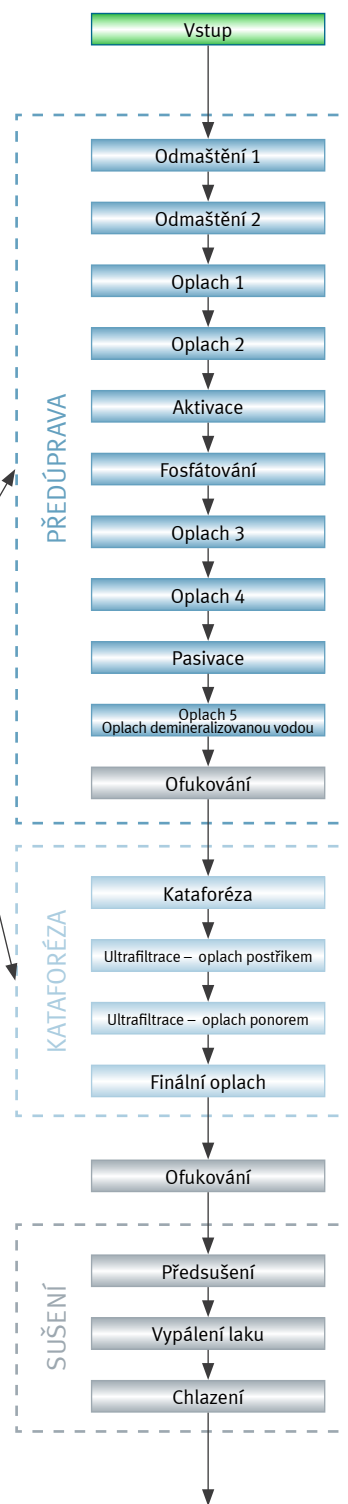 Vstup
PŘEDÚPRAVA
Odmaštění 1
Odmaštění 2
Oplach 1
Oplach 2
Aktivace
Fosfátování
Oplach 3
Oplach 4
Pasivace
Oplach 5
Oplach demineralizovanou vodou
Ofukování
KATAFORÉZA
Kataforéza
Ultrafiltrace – oplach postřikem
Ultrafiltrace – oplach ponorem
Finální oplach
Ofukování
SUŠENÍ
Předsušení
Vypálení laku
Chlazení